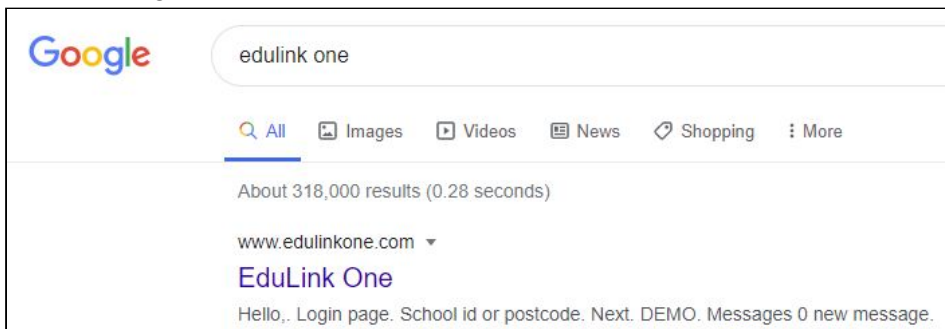 Google
edulink one
All Images Videos News Shopping More
About 318,000 results (0.28 seconds)
www.edulinkone.com
EduLink One
Hello,. Login page. School id or postcode. Next. DEMO. Messages 0 new message.